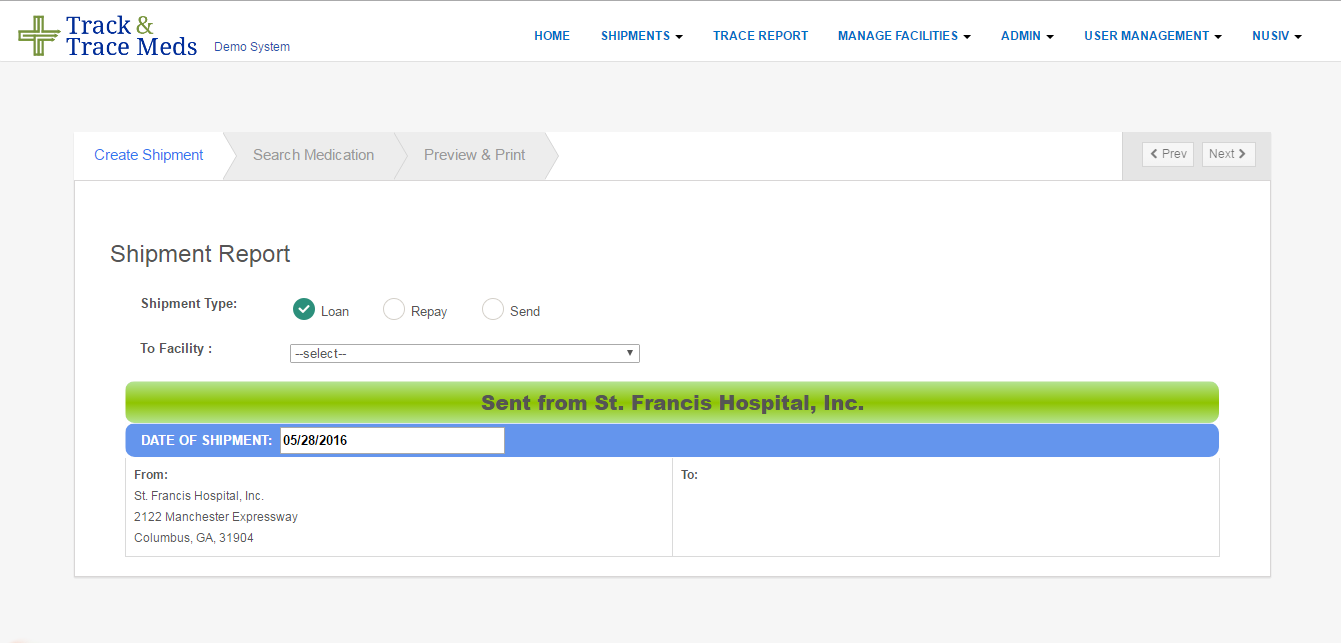 Track &
Trace Meds
Demo System
HOME SHIPMENTS TRACE REPORT MANAGE FACILITIES ADMIN USER MANAGEMENT NUSIV
Create Shipment Search Medication Preview & Print Prev Next
Shipment Report
Shipment Type: Loan Repay Send
To Facility : --select--
Sent from St. Francis Hospital, Inc.
DATE OF SHIPMENT: 05/28/2016
From: To:
St. Francis Hospital, Inc.
2122 Manchester Expressway
Columbus, GA, 31904